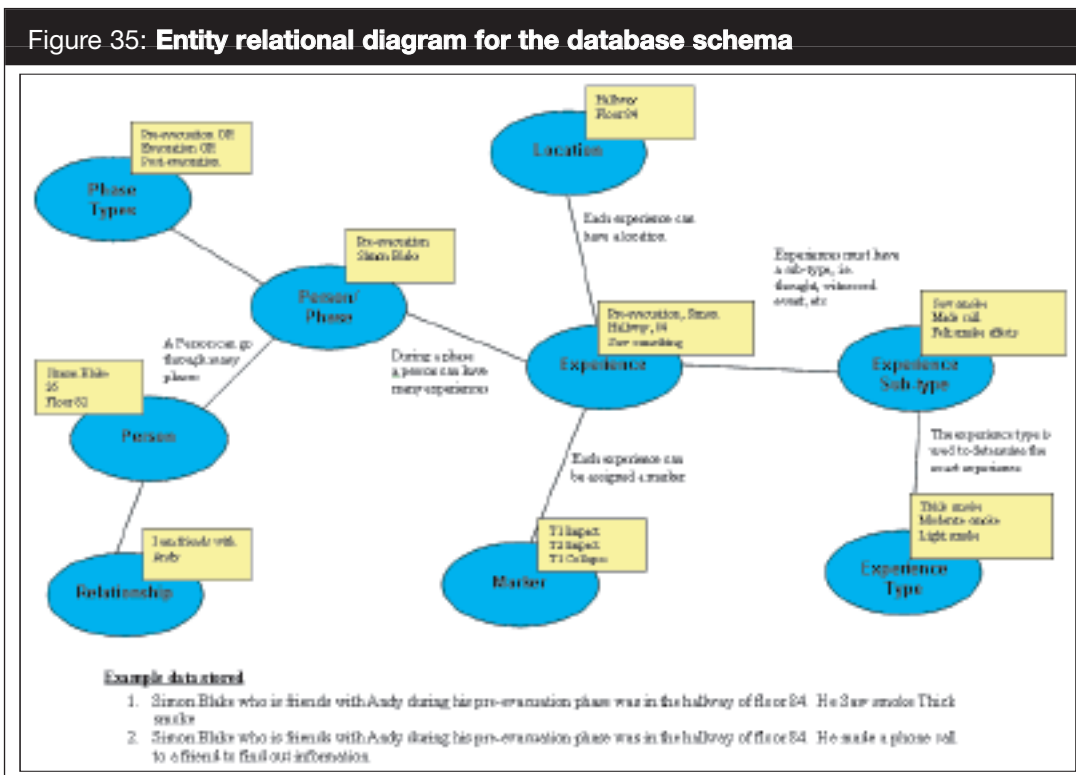 Figure 35: Entity relational diagram for the database schema
Hallway
Floor 84
Location
Pre-evacuation OR
Evacuation OR
Post-evacuation
Phase
Types
Each experience can
have a location.
Pre-evacuation
Simon Blake
Person/
Phase
Experiences must have
a sub-type, i.e.
thought, witnessed
event, etc
Pre-evacuation, Simon
Hallway, 84
Saw something
Experience
Saw smoke
Made call
Felt smoke effects
Experience
Sub-type
A Person can go
through many
phases
During a phase
a person can have
many experiences
Simon Blake
Floor 82
Person
Each experience can
be assigned a marker
The experience type is
used to determine the
exact experience
Thick smoke
Moderate smoke
Light smoke
Experience
Type
I am friends with
Andy
Relationship
T1 Impact
T2 Impact
T1 Collapse
Marker
Example data stored
1. Simon Blake who is friends with Andy during his pre-evacuation phase was in the hallway of floor 84. He Saw smoke Thick
smoke
2. Simon Blake who is friends with Andy during his pre-evacuation phase was in the hallway of floor 84. He made a phone call
to a friend to find out information.